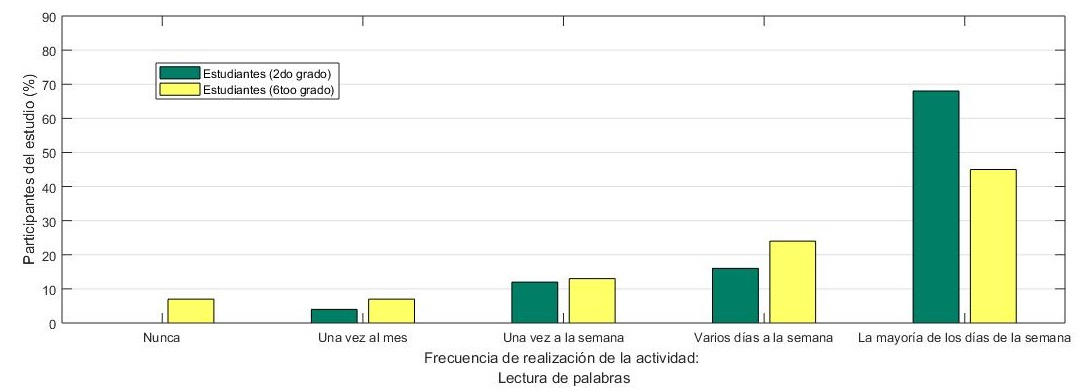 90
80
70
60
50
40
30
20
10
0
Participantes del estudio (%)
Estudiantes (2do grado)
Estudiantes (6too grado)
Nunca
Una vez al mes
Una vez a la semana
Varios días a la semana
La mayoría de los días de la semana
Frecuencia de realización de la actividad:
Lectura de palabras